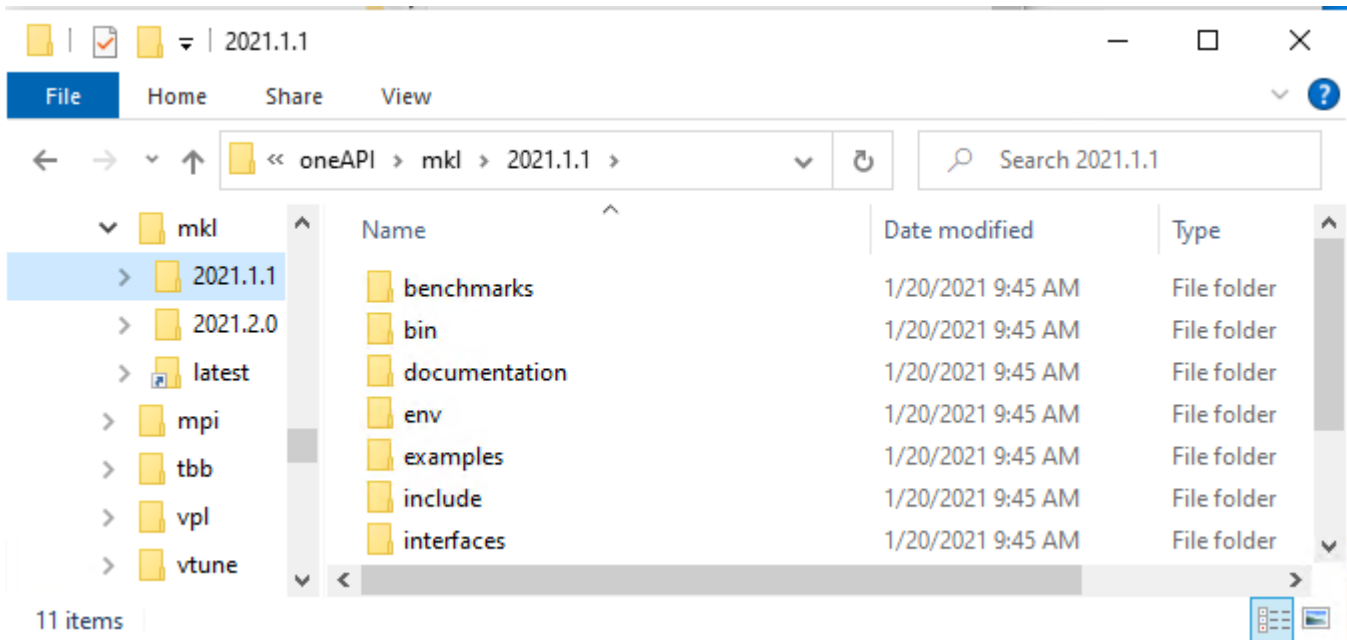 2021.1.1
File Home Share View
« oneAPI > mkl > 2021.1.1 > Search 2021.1.1
mkl
2021.1.1
2021.2.0
latest
mpi
tbb
vpl
vtune
Name Date modified Type
benchmarks 1/20/2021 9:45 AM File folder
bin 1/20/2021 9:45 AM File folder
documentation 1/20/2021 9:45 AM File folder
env 1/20/2021 9:45 AM File folder
examples 1/20/2021 9:45 AM File folder
include 1/20/2021 9:45 AM File folder
interfaces 1/20/2021 9:45 AM File folder
11 items